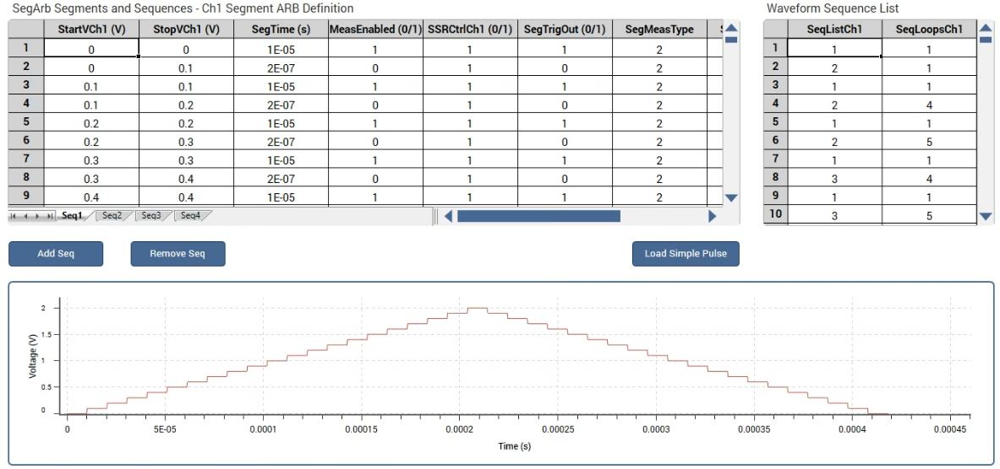 SegArb Segments and Sequences - Ch1 Segment ARB Definition
StartVCh1 (V) StopVCh1 (V) SegTime (s) MeasEnabled (0/1) SSRCtrlCh1 (0/1) SegTrigOut (0/1) SegMeasType
1 0 0 1E-05 1 1 1 2
2 0 0.1 2E-07 0 1 0 2
3 0.1 0.1 1E-05 1 1 1 2
4 0.1 0.2 2E-07 0 1 0 2
5 0.2 0.2 1E-05 1 1 1 2
6 0.2 0.3 2E-07 0 1 0 2
7 0.3 0.3 1E-05 1 1 1 2
8 0.3 0.4 2E-07 0 1 0 2
9 0.4 0.4 1E-05 1 1 1 2
Seq1 Seq2 Seq3 Seq4
Waveform Sequence List
SeqListCh1 SeqLoopsCh1
1 1 1
2 2 1
3 1 1
4 2 4
5 1 1
6 2 5
7 1 1
8 3 4
9 1 1
10 3 5
Add Seq Remove Seq Load Simple Pulse
2
1.5
1
0.5
0
Voltage (V)
0 5E-05 0.0001 0.00015 0.0002 0.00025 0.0003 0.00035 0.0004 0.00045
Time (s)